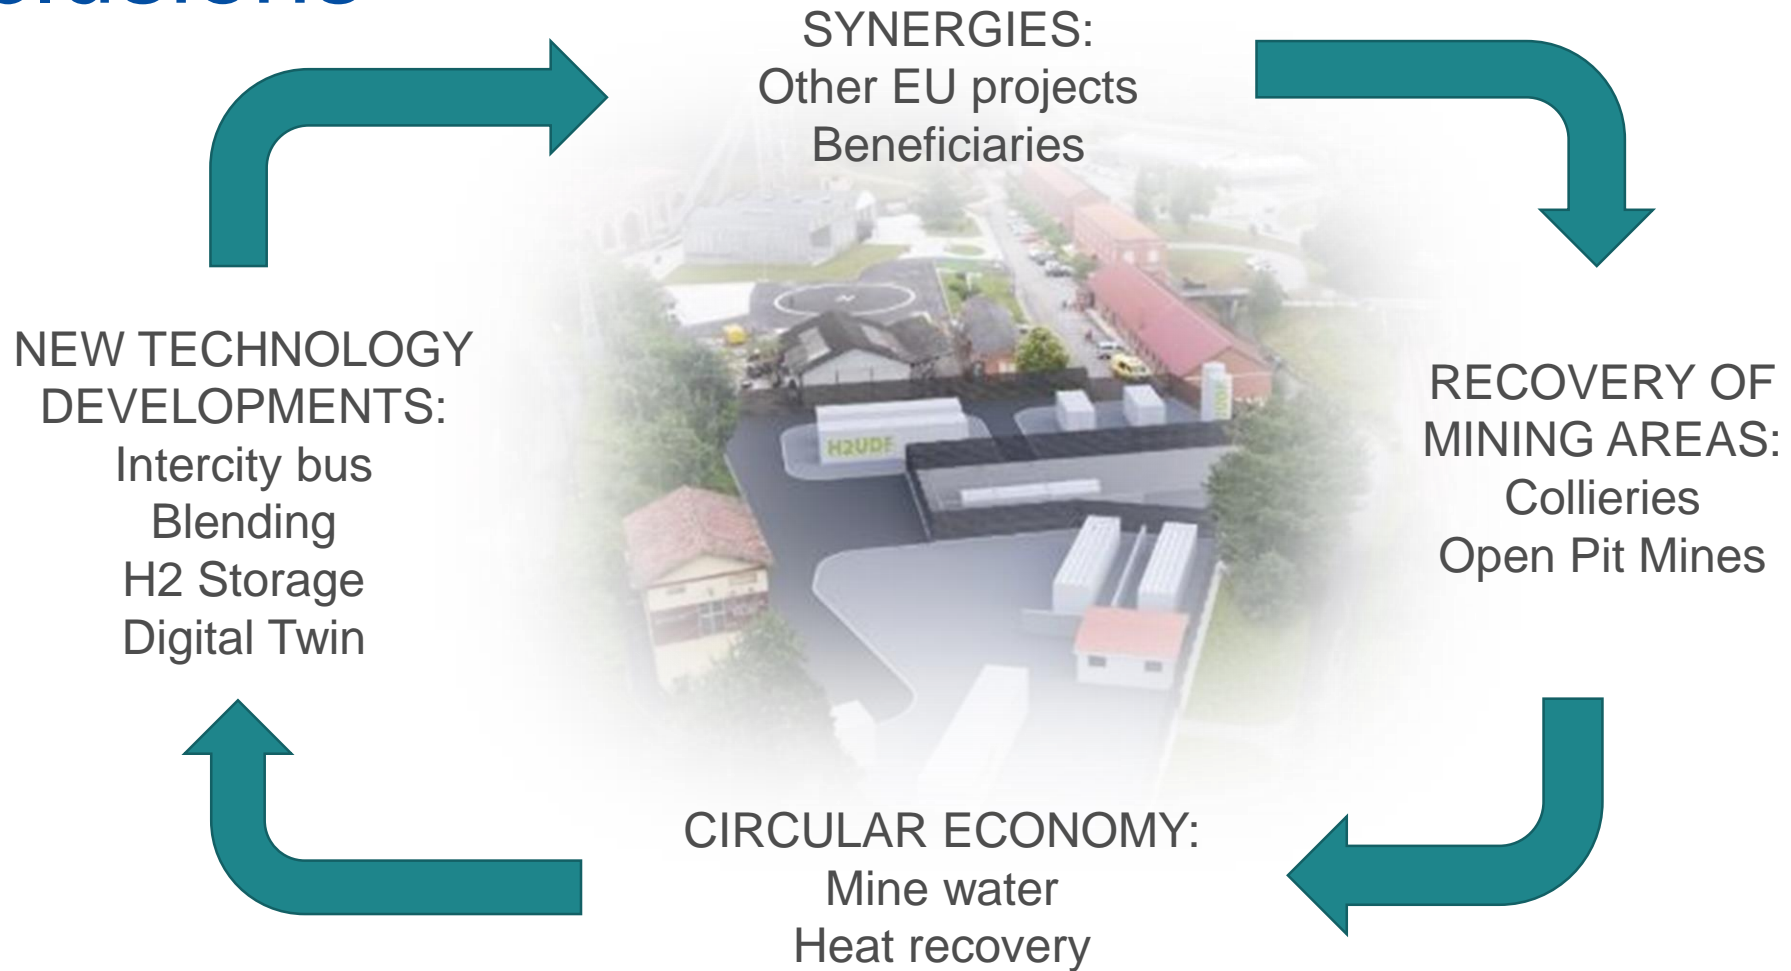 SYNERGIES:
Other EU projects
Beneficiaries
NEW TECHNOLOGY
DEVELOPMENTS:
Intercity bus
Blending
H2 Storage
Digital Twin
RECOVERY OF
MINING AREAS:
Collieries
Open Pit Mines
H2UDF
CIRCULAR ECONOMY:
Mine water
Heat recovery